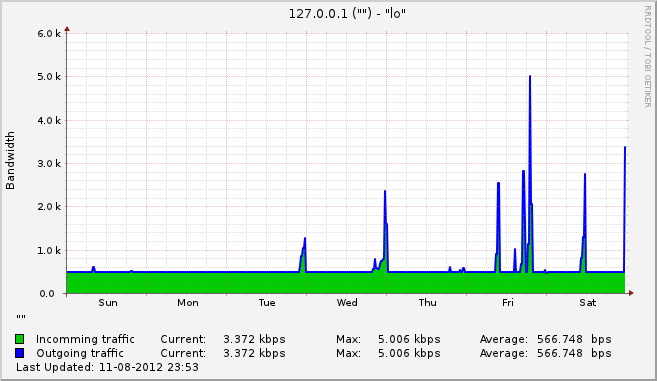 127.0.0.1 ("") - "lo"
RRDTOOL / TOBI OETIKER
Bandwidth
6.0 k
5.0 k
4.0 k
3.0 k
2.0 k
1.0 k
0.0
Sun Mon Tue Wed Thu Fri Sat
""
Incomming traffic Current: 3.372 kbps Max: 5.006 kbps Average: 566.748 bps
Outgoing traffic Current: 3.372 kbps Max: 5.006 kbps Average: 566.748 bps
Last Updated: 11-08-2012 23:53